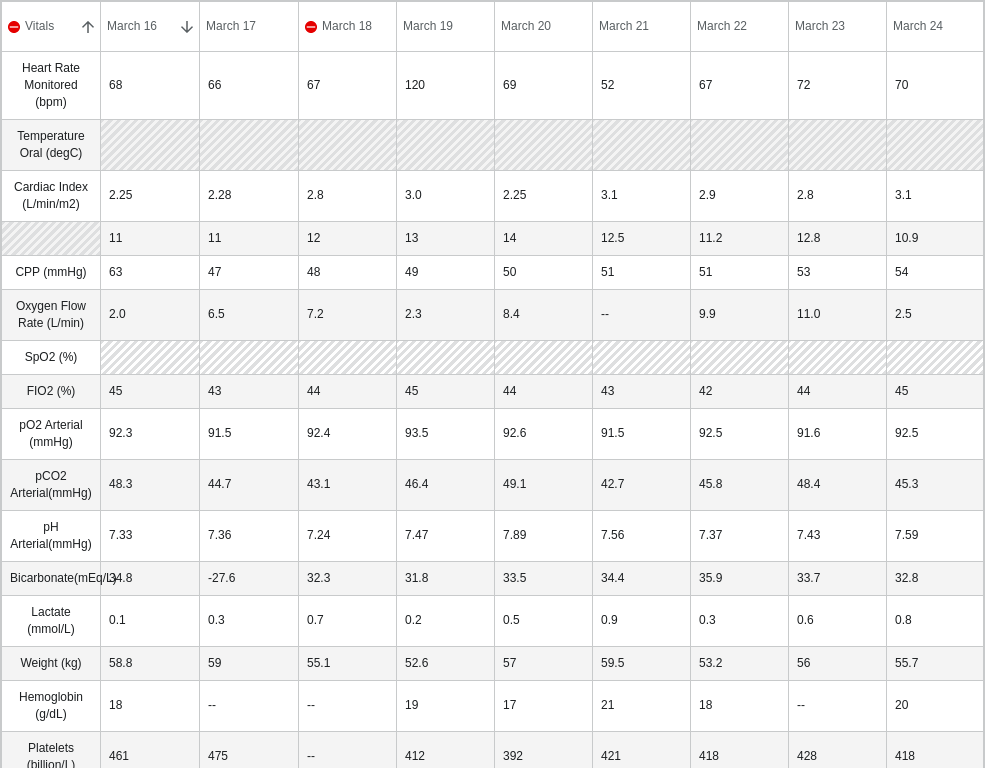 Vitals March 16 March 17 March 18 March 19 March 20 March 21 March 22 March 23 March 24
Heart Rate
Monitored
(bpm)
68 66 67 120 69 52 67 72 70
Temperature
Oral (degC)
Cardiac Index
(L/min/m2)
2.25 2.28 2.8 3.0 2.25 3.1 2.9 2.8 3.1
11 11 12 13 14 12.5 11.2 12.8 10.9
CPP (mmHg) 63 47 48 49 50 51 51 53 54
Oxygen Flow
Rate (L/min)
2.0 6.5 7.2 2.3 8.4 -- 9.9 11.0 2.5
SpO2 (%)
FIO2 (%) 45 43 44 45 44 43 42 44 45
pO2 Arterial
(mmHg)
92.3 91.5 92.4 93.5 92.6 91.5 92.5 91.6 92.5
pCO2
Arterial(mmHg)
48.3 44.7 43.1 46.4 49.1 42.7 45.8 48.4 45.3
pH
Arterial(mmHg)
7.33 7.36 7.24 7.47 7.89 7.56 7.37 7.43 7.59
Bicarbonate(mEq/L) 34.8 -27.6 32.3 31.8 33.5 34.4 35.9 33.7 32.8
Lactate
(mmol/L)
0.1 0.3 0.7 0.2 0.5 0.9 0.3 0.6 0.8
Weight (kg) 58.8 59 55.1 52.6 57 59.5 53.2 56 55.7
Hemoglobin
(g/dL)
18 -- -- 19 17 21 18 -- 20
Platelets
(billion/L)
461 475 -- 412 392 421 418 428 418